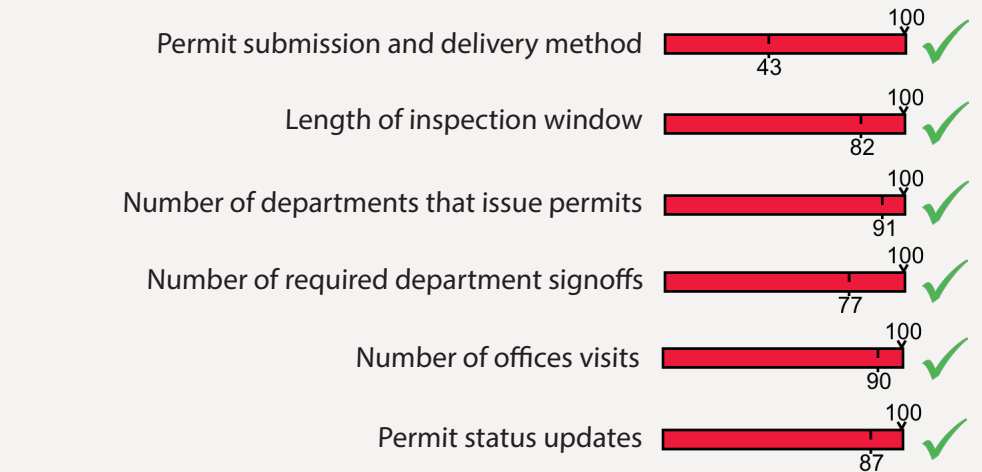 100
Permit submission and delivery method
43
100
Length of inspection window
82
100
Number of departments that issue permits
91
100
Number of required department signoffs
77
100
Number of offices visits
90
100
Permit status updates
87